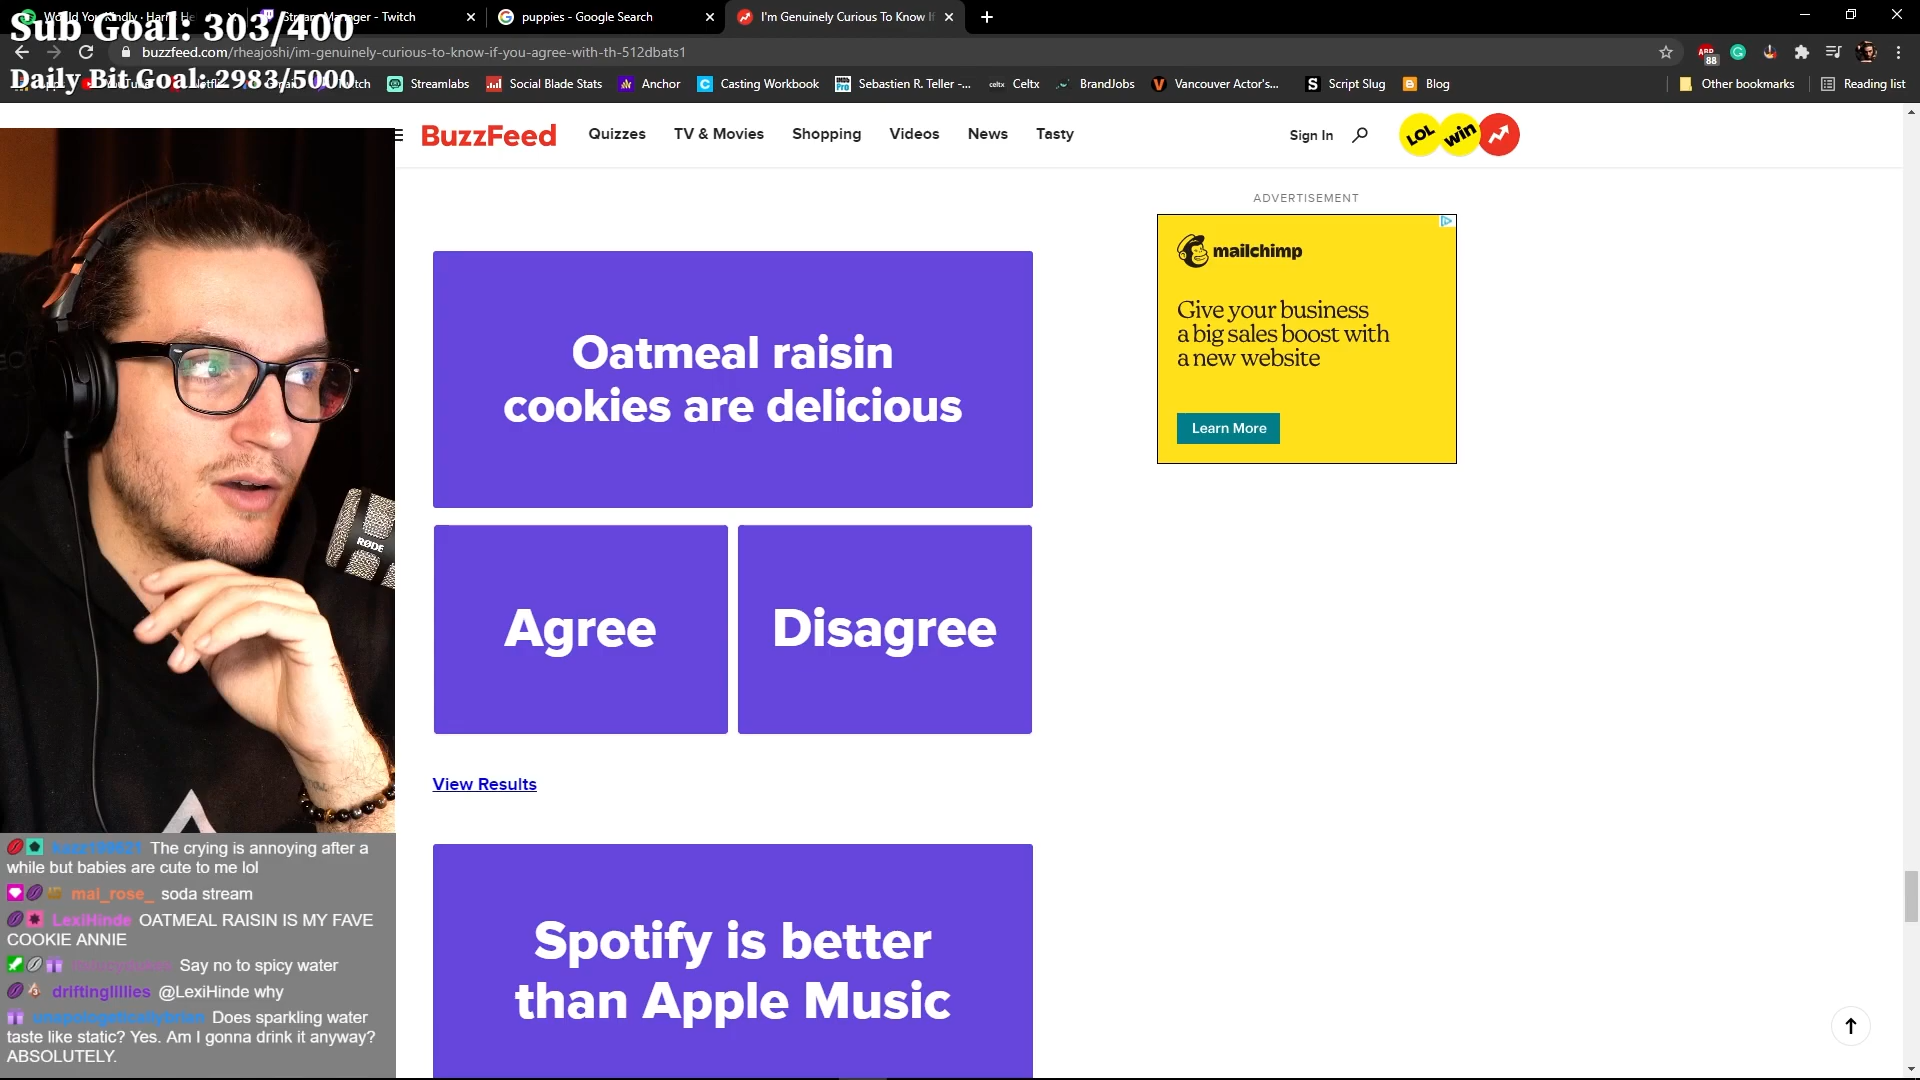 Sub Goal: 303/400
Daily Bit Goal: 2983/5000
Manager - Twitch
puppies - Google Search
I'm Genuinely Curious To Know If
buzzfeed.com/rheajoshi/im-genuinely-curious-to-know-if-you-agree-with-th-512dbats1
88
Streamlabs
Social Blade Stats
Anchor
Casting Workbook
Sebastien R. Teller -...
celtx
Celtx
BrandJobs
Vancouver Actor's...
Script Slug
Blog
Other bookmarks
Reading list
BuzzFeed
Quizzes
TV & Movies
Shopping
Videos
News
Tasty
Sign In
LOL
win
ADVERTISEMENT
mailchimp
Give your business
a big sales boost with
a new website
Learn More
Oatmeal raisin
cookies are delicious
Agree
Disagree
View Results
Spotify is better
than Apple Music
RØDE
The crying is annoying after a
while but babies are cute to me lol
mal_rose_ soda stream
LexiHinde OATMEAL RAISIN IS MY FAVE
COOKIE ANNIE
Say no to spicy water
driftinglillies @LexiHinde why
unapologeticallybrian Does sparkling water
taste like static? Yes. Am I gonna drink it anyway?
ABSOLUTELY.